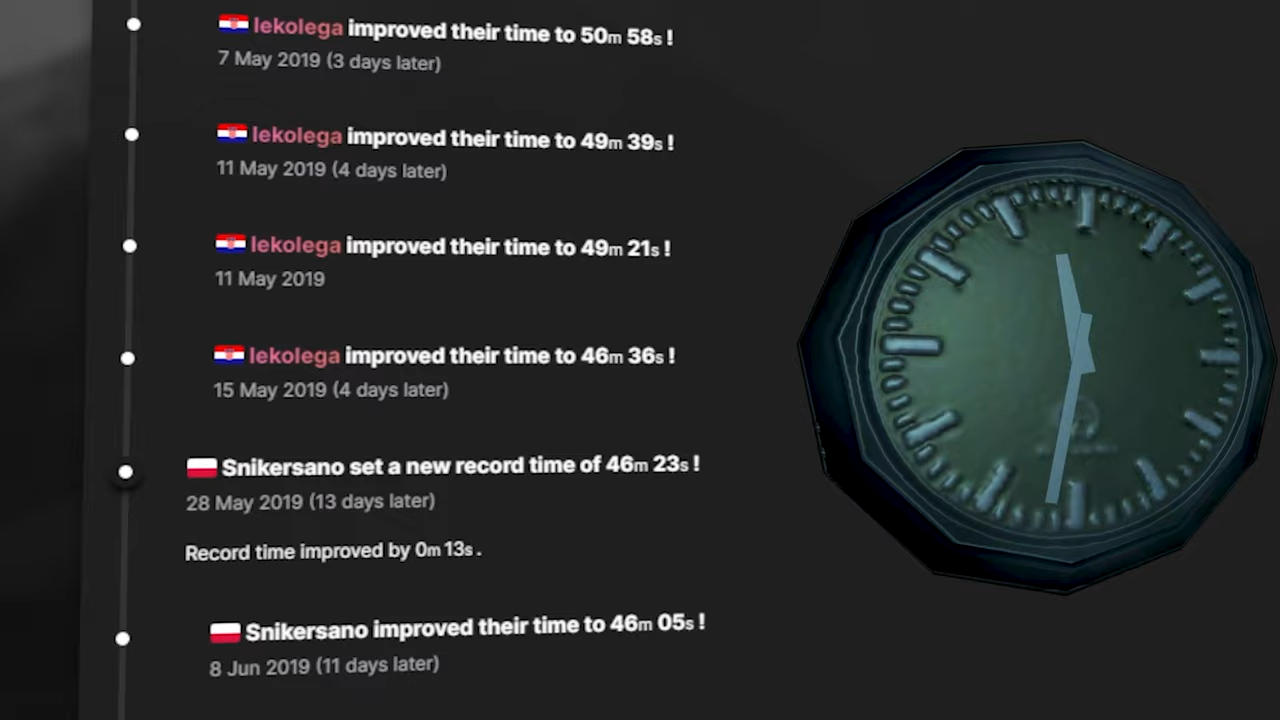 lekolega improved their time to 50m 58s !
7 May 2019 (3 days later)
lekolega improved their time to 49m 39s !
11 May 2019 (4 days later)
lekolega improved their time to 49m 21s !
11 May 2019
lekolega improved their time to 46m 36s !
15 May 2019 (4 days later)
Snikersano set a new record time of 46m 23s !
28 May 2019 (13 days later)
Record time improved by 0m 13s .
Snikersano improved their time to 46m 05s !
8 Jun 2019 (11 days later)